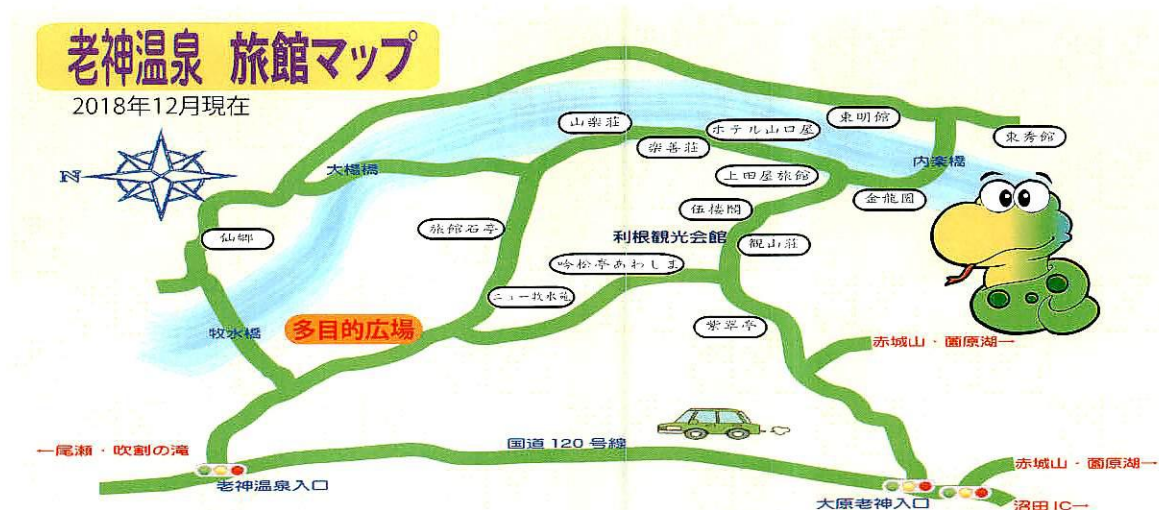 老神温泉 旅館マップ
2018年12月現在
N
山楽荘
ホテル山口屋
東明館
東秀館
楽善荘
内楽橋
大楊橋
上田屋旅館
金龍園
伍楼閣
仙郷
旅館石亭
利根観光会館
観山荘
吟松亭あわしま
ニュー牧水苑
紫翠亭
牧水橋
多目的広場
赤城山・薗原湖→
←尾瀬・吹割の滝
国道120号線
赤城山・薗原湖→
老神温泉入口
大原老神入口
沼田IC→